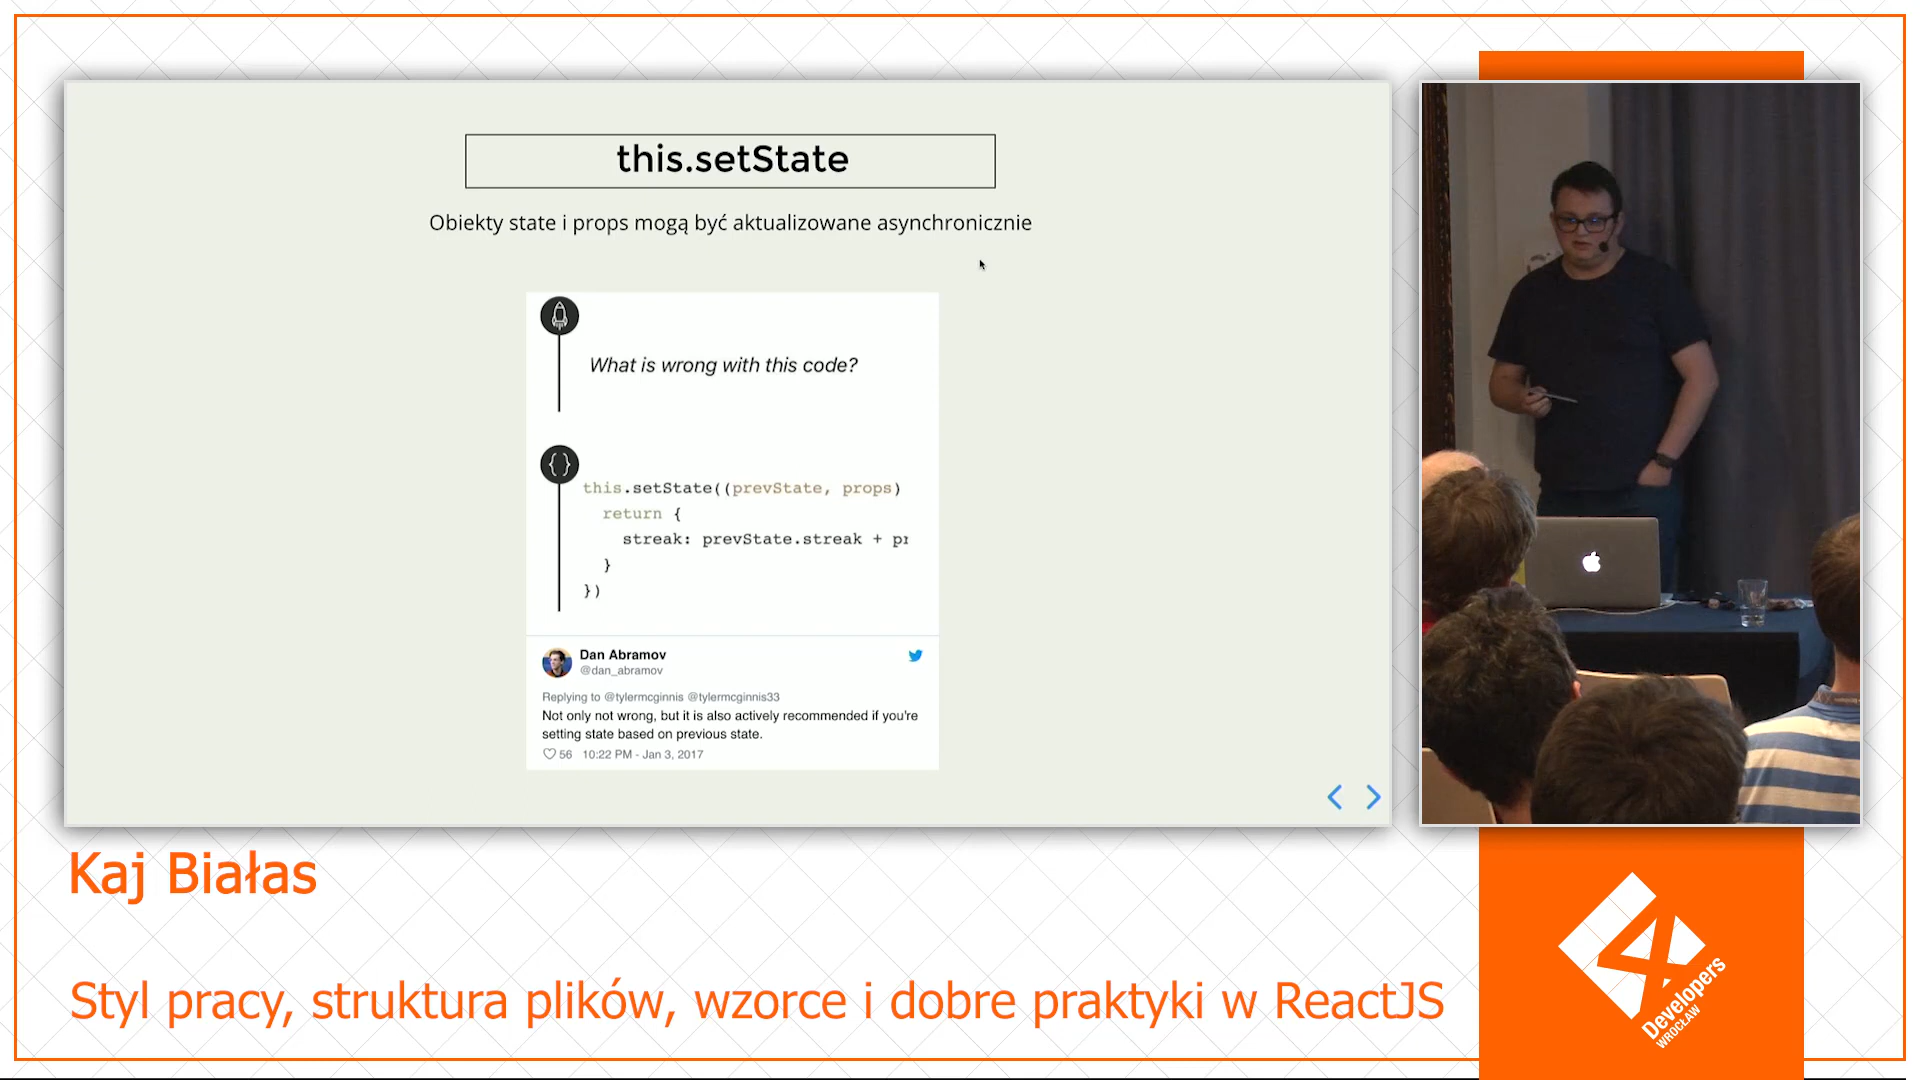 this.setState
Obiekty state i props mogą być aktualizowane asynchronicznie
What is wrong with this code?
{}
this.setState((prevState, props)
return {
streak: prevState.streak + pr
}
})
Dan Abramov
@dan_abramov
Replying to @tylermcginnis @tylermcginnis33
Not only not wrong, but it is also actively recommended if you're
setting state based on previous state.
56 10:22 PM - Jan 3, 2017
Kaj Białas
Styl pracy, struktura plików, wzorce i dobre praktyki w ReactJS
4
Developers
WROCŁAW